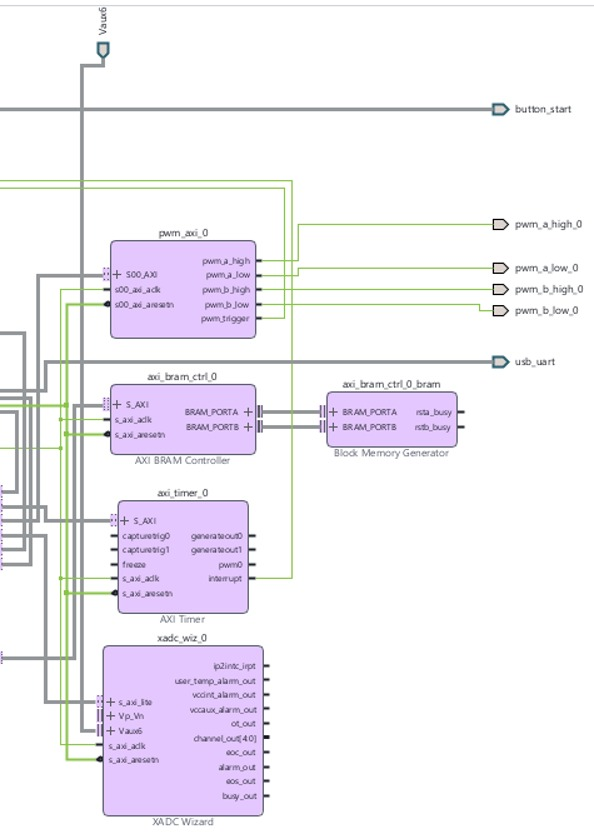 Vaux6
button_start
pwm_axi_0
pwm_a_high
S00_AXI
pwm_a_low
s00_axi_aclk
pwm_b_high
s00_axi_aresetn
pwm_b_low
pwm_trigger
pwm_a_high_0
pwm_a_low_0
pwm_b_high_0
pwm_b_low_0
usb_uart
axi_bram_ctrl_0
S_AXI
BRAM_PORTA
s_axi_aclk
BRAM_PORTB
s_axi_aresetn
AXI BRAM Controller
axi_bram_ctrl_0_bram
BRAM_PORTA rsta_busy
BRAM_PORTB rstb_busy
Block Memory Generator
axi_timer_0
S_AXI
capturetrig0 generateout0
capturetrig1 generateout1
freeze pwm0
s_axi_aclk interrupt
s_axi_aresetn
AXI Timer
xadc_wiz_0
ip2intc_irpt
user_temp_alarm_out
vccint_alarm_out
s_axi_lite vccaux_alarm_out
Vp_Vn ot_out
Vaux6 channel_out[4:0]
s_axi_aclk eoc_out
s_axi_aresetn alarm_out
eos_out
busy_out
XADC Wizard